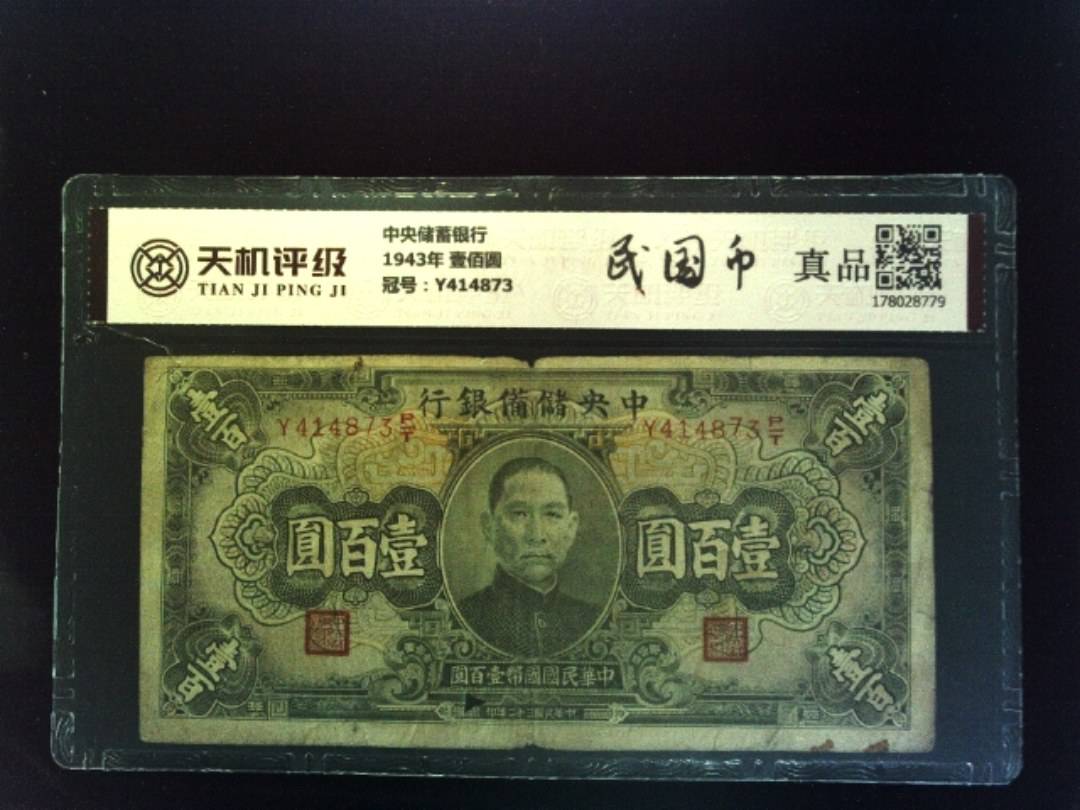 天机评级
TIAN JI PING JI
中央储蓄银行
1943年 壹佰圆
冠号：Y414873
民国币
真品
178028779
行銀備儲央中
Y414873 P/T
Y414873 P/T
壹百
壹百
圓百壹
圓百壹
圓百壹幣國國民華中
壹百
壹百